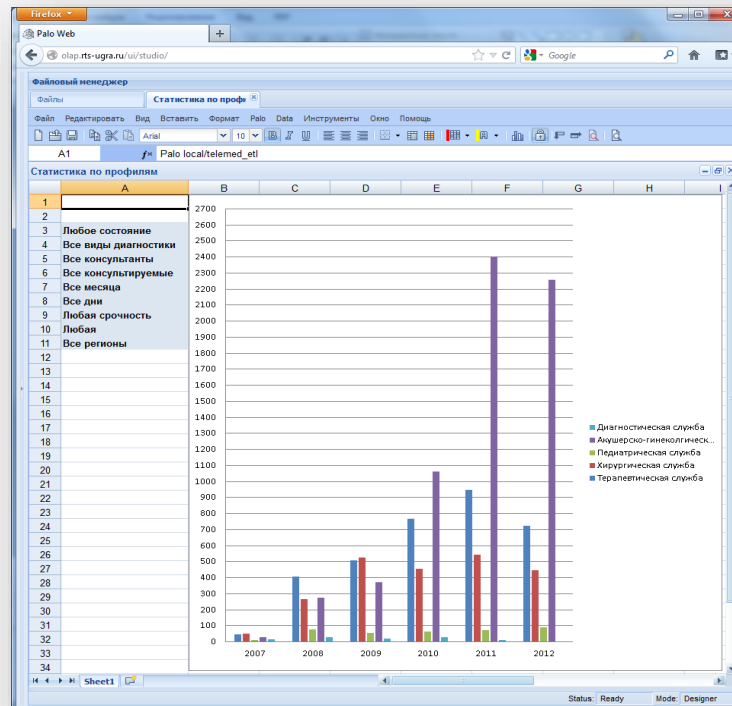 Firefox
Palo Web
olap.rts-ugra.ru/ui/studio/
Google
Файловый менеджер
Файлы
Статистика по профи
Файл Редактировать Вид Вставить Формат Palo Data Инструменты Окно Помощь
Arial 10 B I U
A1 fx Palo local/telemed_etl
Статистика по профилям
A B C D E F G H I
1
2
3 Любое состояние
4 Все виды диагностики
5 Все консультанты
6 Все консультируемые
7 Все месяца
8 Все дни
9 Любая срочность
10 Любая
11 Все регионы
12
13
14
15
16
17
18
19
20
21
22
23
24
25
26
27
28
29
30
31
32
33
34
2700
2600
2500
2400
2300
2200
2100
2000
1900
1800
1700
1600
1500
1400
1300
1200
1100
1000
900
800
700
600
500
400
300
200
100
0
2007 2008 2009 2010 2011 2012
Диагностическая служба
Акушерско-гинекологическ...
Педиатрическая служба
Хирургическая служба
Терапевтическая служба
Sheet1
Status: Ready Mode: Designer